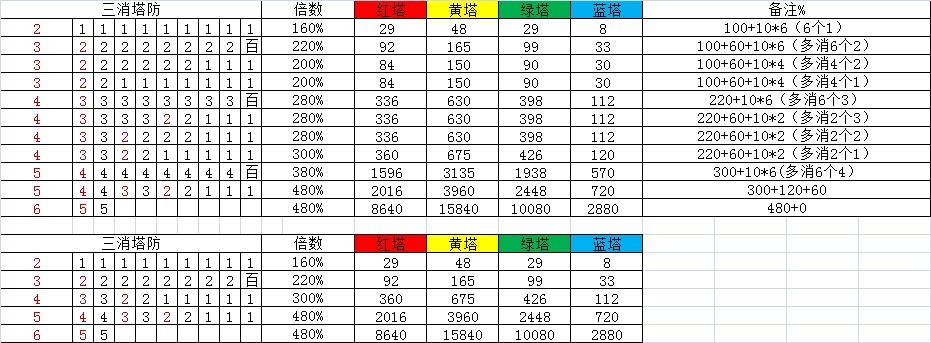 三消塔防 倍数 红塔 黄塔 绿塔 蓝塔 备注%
2 1 1 1 1 1 1 1 1 1 160% 29 48 29 8 100+10*6（6个1）
3 2 2 2 2 2 2 2 2 百 220% 92 165 99 33 100+60+10*6（多消6个2）
3 2 2 2 2 2 2 1 1 1 200% 84 150 90 30 100+60+10*4（多消4个2）
3 2 2 1 1 1 1 1 1 1 200% 84 150 90 30 100+60+10*4（多消4个1）
4 3 3 3 3 3 3 3 3 百 280% 336 630 398 112 220+10*6（多消6个3）
4 3 3 3 3 2 2 1 1 1 280% 336 630 398 112 220+60+10*2（多消2个3）
4 3 3 2 2 2 2 1 1 1 280% 336 630 398 112 220+60+10*2（多消2个2）
4 3 3 2 2 1 1 1 1 1 300% 360 675 426 120 220+60+10*2（多消2个1）
5 4 4 4 4 4 4 4 4 百 380% 1596 3135 1938 570 300+10*6(多消6个4）
5 4 4 3 3 2 2 1 1 1 480% 2016 3960 2448 720 300+120+60
6 5 5 480% 8640 15840 10080 2880 480+0
三消塔防 倍数 红塔 黄塔 绿塔 蓝塔
2 1 1 1 1 1 1 1 1 1 160% 29 48 29 8
3 2 2 2 2 2 2 2 2 百 220% 92 165 99 33
4 3 3 2 2 1 1 1 1 1 300% 360 675 426 112
5 4 4 3 3 2 2 1 1 1 480% 2016 3960 2448 720
6 5 5 480% 8640 15840 10080 2880